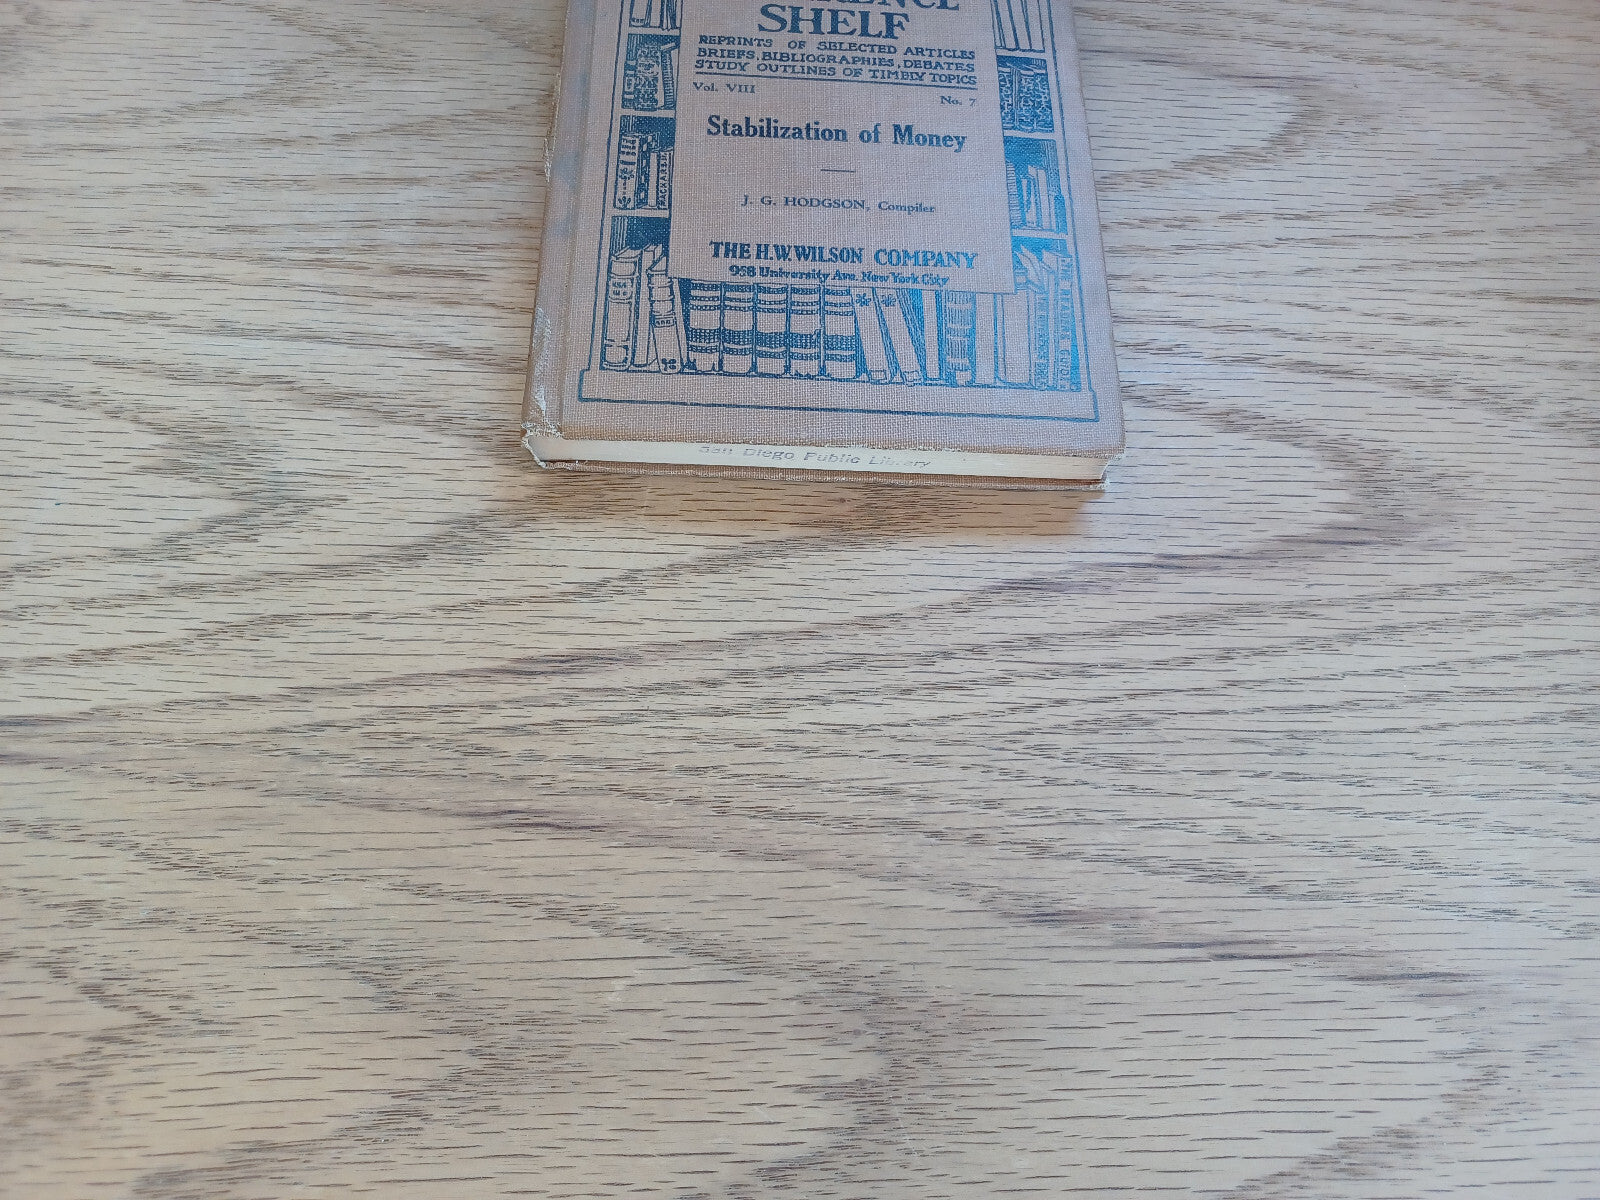 SHELF
REPRINTS OF SELECTED ARTICLES
BRIEFS, BIBLIOGRAPHIES, DEBATES
STUDY OUTLINES OF TIMELY TOPICS
Vol. VIII No. 7
Stabilization of Money
J. G. HODGSON, Compiler
THE H. W. WILSON COMPANY
958 University Ave. New York City
San Diego Public Library